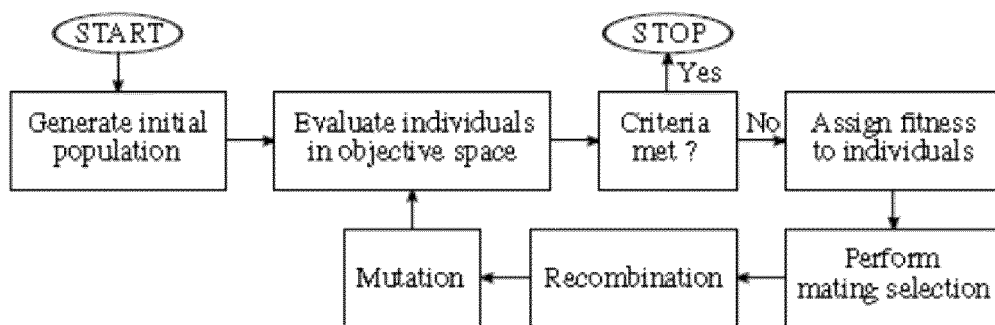 START
STOP
Yes
Generate initial
population
Evaluate individuals
in objective space
Criteria
met ?
No
Assign fitness
to individuals
Mutation
Recombination
Perform
mating selection